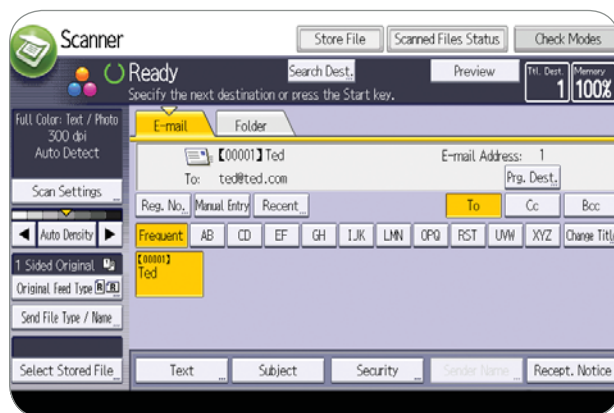 Scanner
Store File
Scanned Files Status
Check Modes
Ready
Search Dest.
Preview
Ttl. Dest.
1
Memory
100%
Specify the next destination or press the Start key.
Full Color: Text / Photo
300 dpi
Auto Detect
Scan Settings
Auto Density
1 Sided Original
Original Feed Type
Send File Type / Name
Select Stored File
E-mail
Folder
【00001】Ted
E-mail Address: 1
To: ted@ted.com
Prg. Dest.
Reg. No.
Manual Entry
Recent
To
Cc
Bcc
Frequent
AB
CD
EF
GH
IJK
LMN
OPQ
RST
UVW
XYZ
Change Title
【00001】
Ted
Text
Subject
Security
Sender Name
Recept. Notice